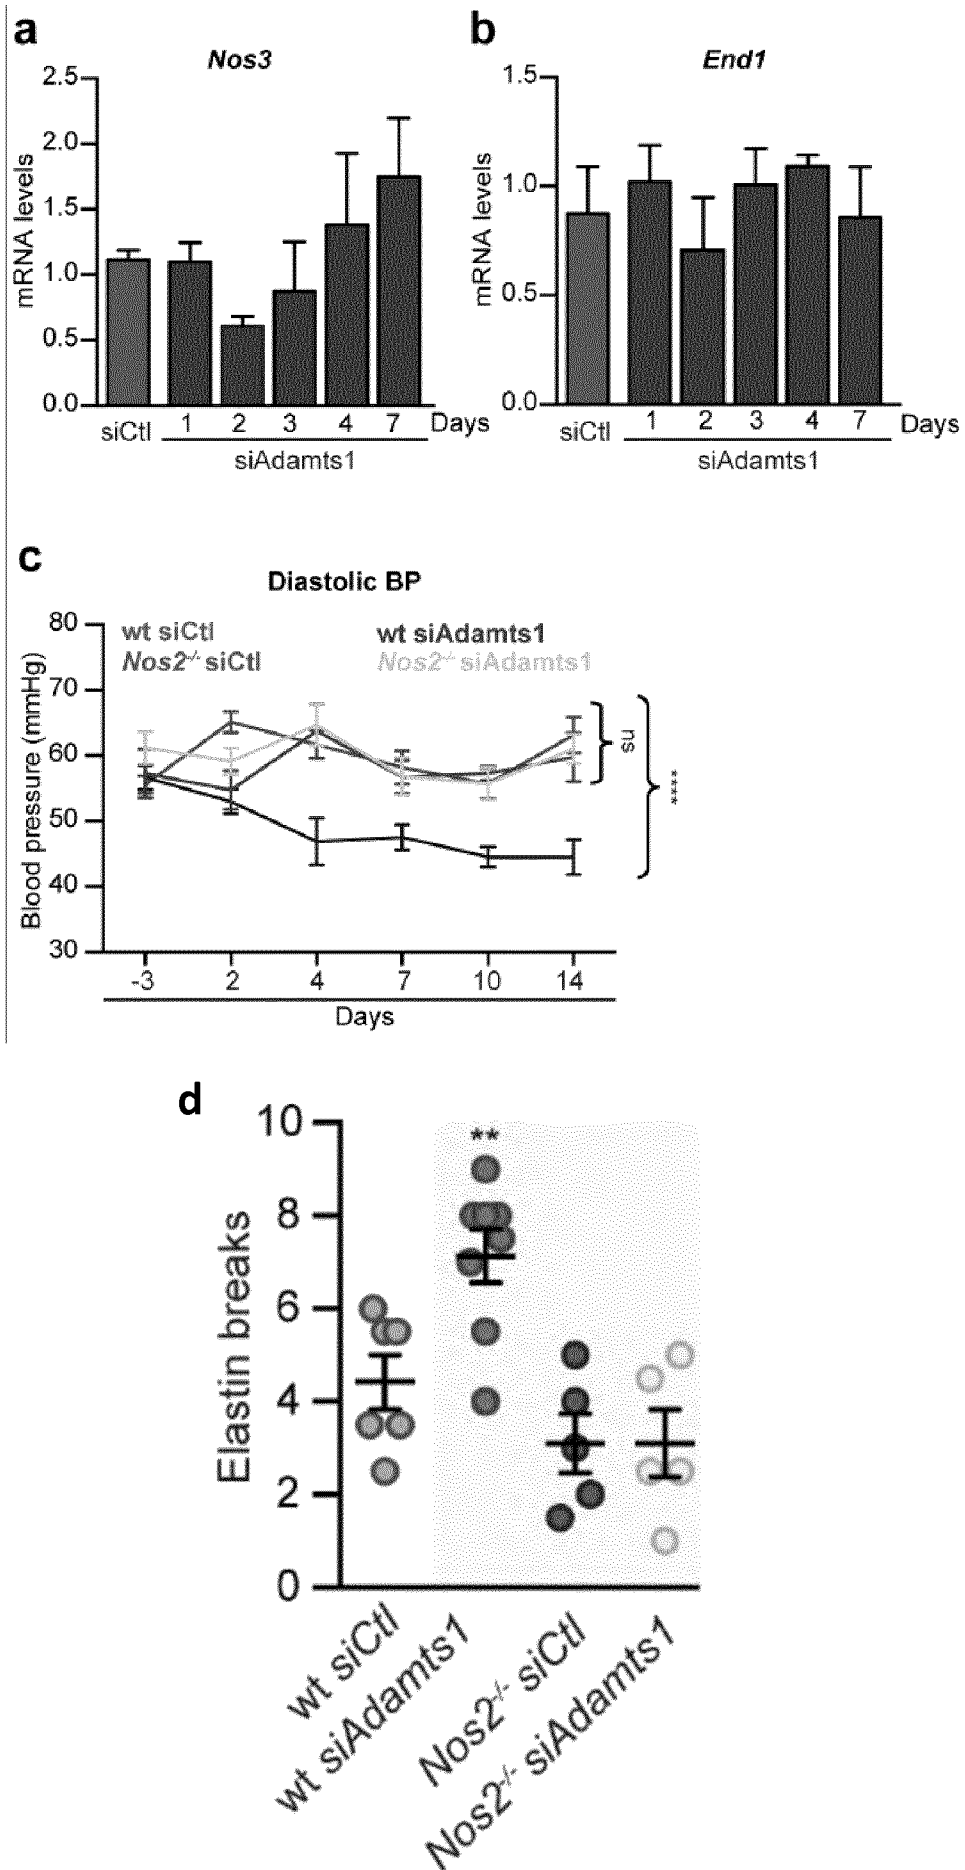 a
Nos3
mRNA levels
2.5
2.0
1.5
1.0
0.5
0.0
siCtl
1 2 3 4 7 Days
siAdamts1
b
End1
mRNA levels
1.5
1.0
0.5
0.0
siCtl
1 2 3 4 7 Days
siAdamts1
c
Diastolic BP
Blood pressure (mmHg)
80
70
60
50
40
30
wt siCtl wt siAdamts1
Nos2-/- siCtl Nos2-/- siAdamts1
ns
****
-3 2 4 7 10 14
Days
d
Elastin breaks
10
8
6
4
2
0
**
wt siCtl
wt siAdamts1
Nos2-/- siCtl
Nos2-/- siAdamts1